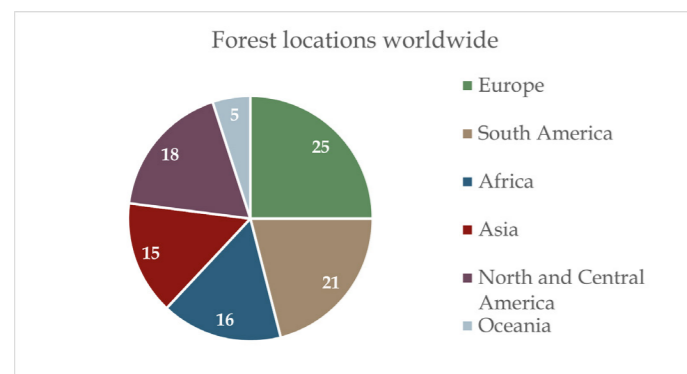 Forest locations worldwide
5
25
18
15
21
16
Europe
South America
Africa
Asia
North and Central
America
Oceania